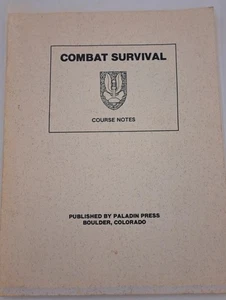 COMBAT SURVIVAL
COURSE NOTES
PUBLISHED BY PALADIN PRESS
BOULDER, COLORADO